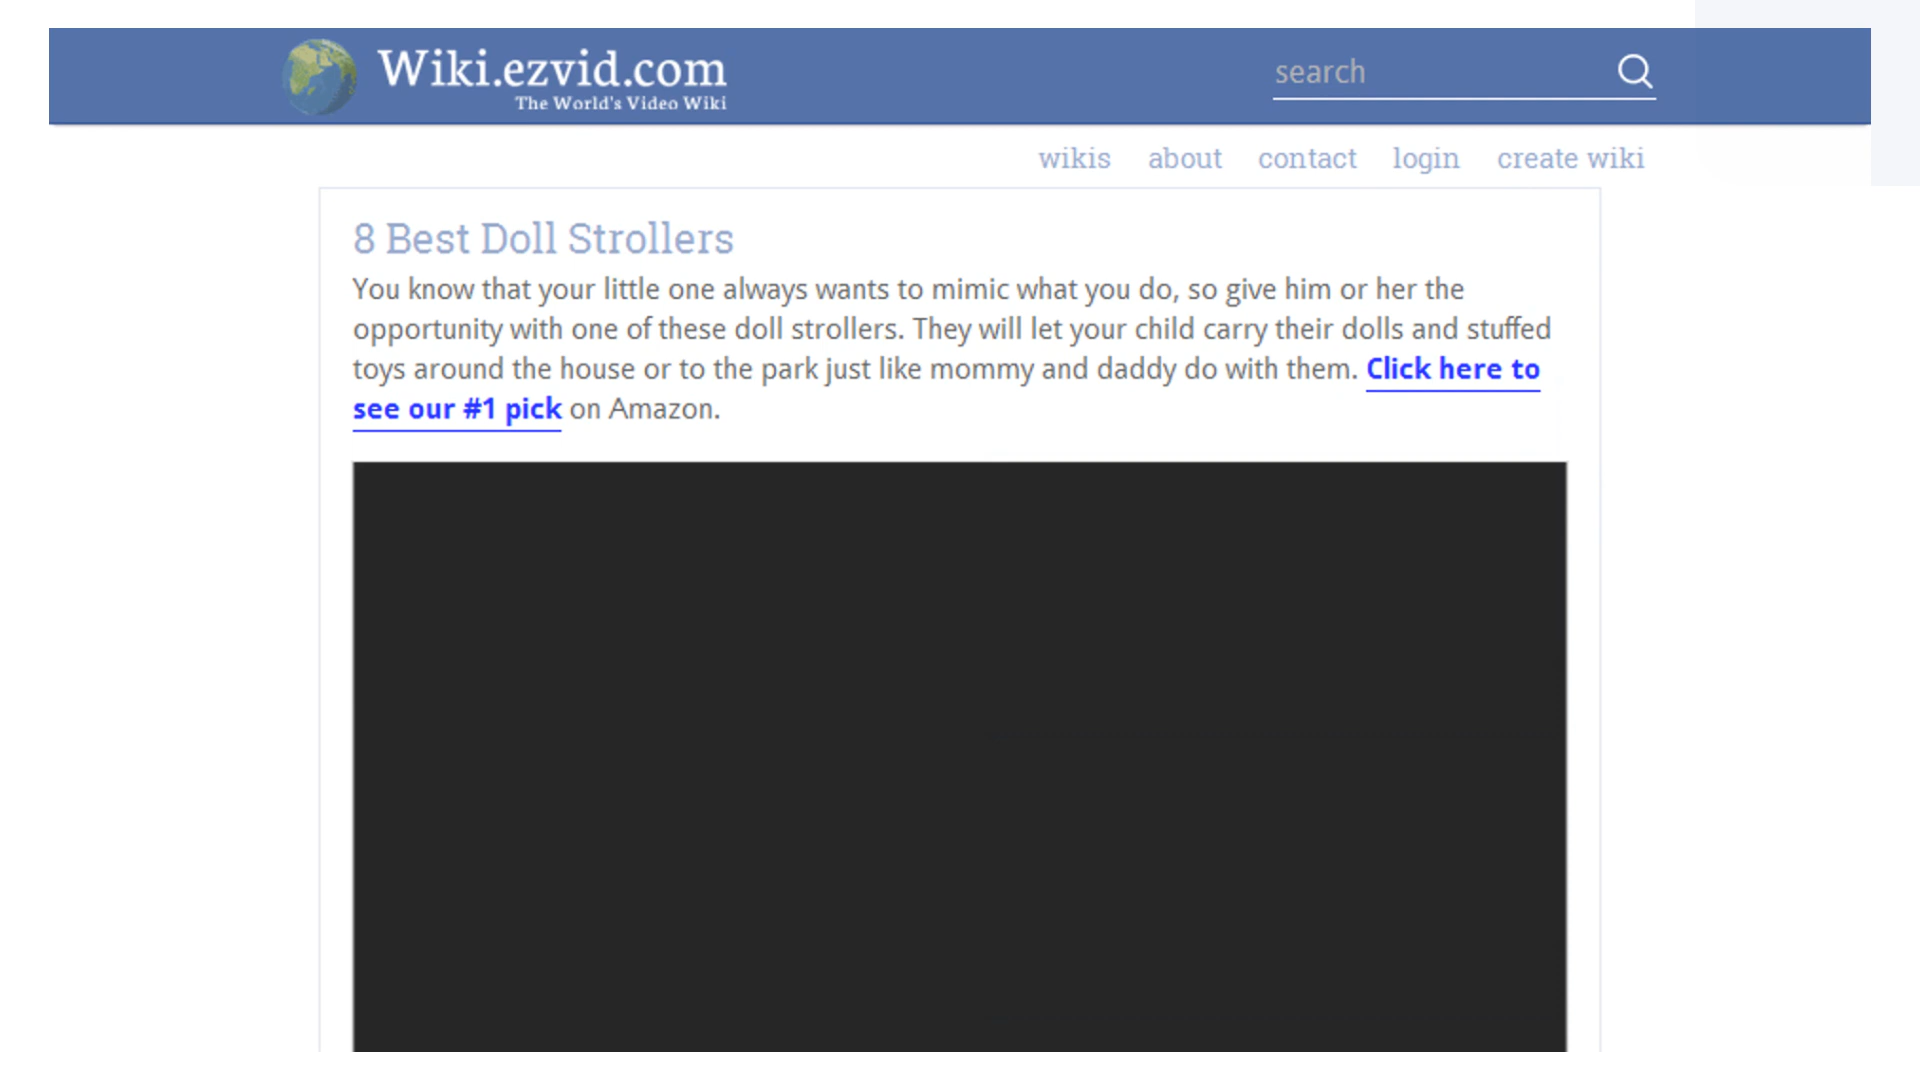 Wiki.ezvid.com
The World's Video Wiki
search
wikis about contact login create wiki
8 Best Doll Strollers
You know that your little one always wants to mimic what you do, so give him or her the
opportunity with one of these doll strollers. They will let your child carry their dolls and stuffed
toys around the house or to the park just like mommy and daddy do with them. Click here to
see our #1 pick on Amazon.